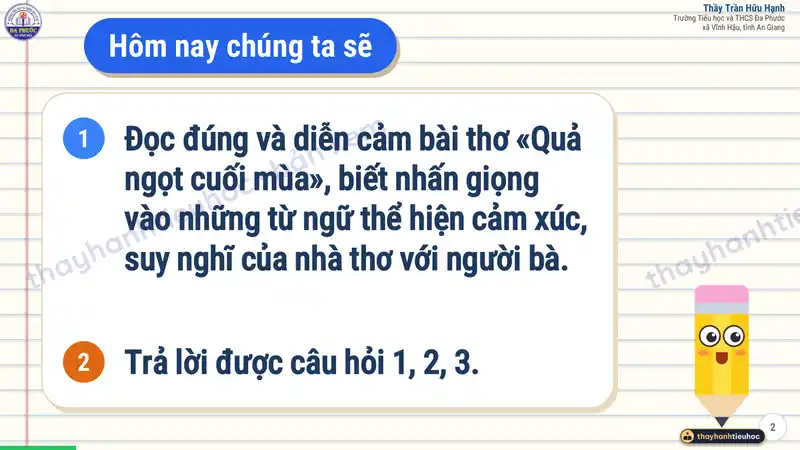 Thầy Trần Hữu Hạnh
Trường Tiểu học và THCS Đa Phước
xã Vĩnh Hậu, tỉnh An Giang
ĐA PHƯỚC
Hôm nay chúng ta sẽ
1
Đọc đúng và diễn cảm bài thơ «Quả
ngọt cuối mùa», biết nhấn giọng
vào những từ ngữ thể hiện cảm xúc,
suy nghĩ của nhà thơ với người bà.
2
Trả lời được câu hỏi 1, 2, 3.
2
thayhanhtieuhoc